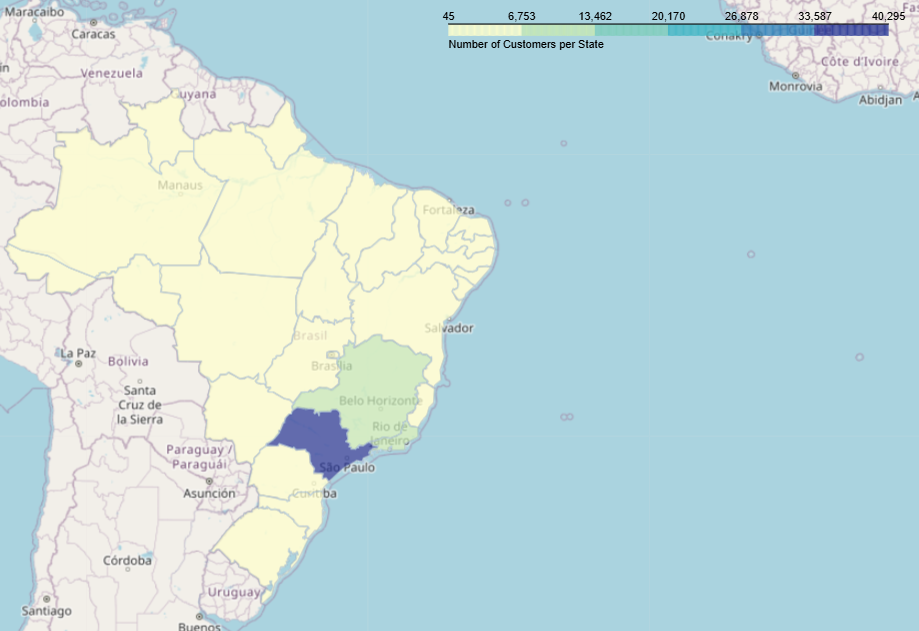 Maracaibo
Caracas
45 6,753 13,462 20,170 26,878 33,587 40,295
Number of Customers per State
Conakry
Côte d'Ivoire
Monrovia
Abidjan
Venezuela
Guyana
olombia
Manaus
Fortaleza
Salvador
Brasil
Brasília
La Paz
Bolivia
Santa
Cruz de
la Sierra
Belo Horizonte
Rio de
Janeiro
Paraguay /
Paraguái
São Paulo
Asunción
Curitiba
Córdoba
Uruguay
Santiago
Buenos